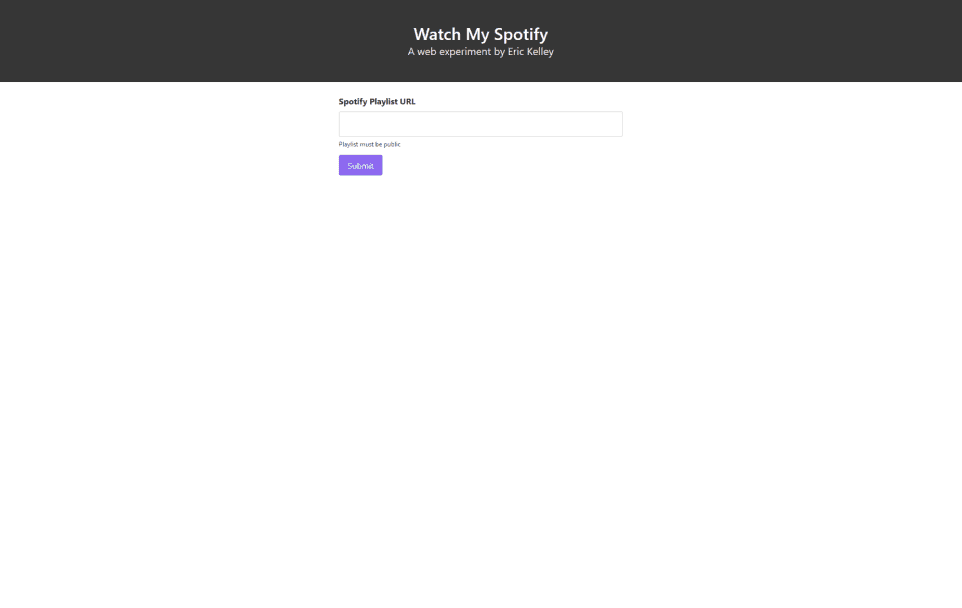 Watch My Spotify
A web experiment by Eric Kelley
Spotify Playlist URL
Playlist must be public
Submit